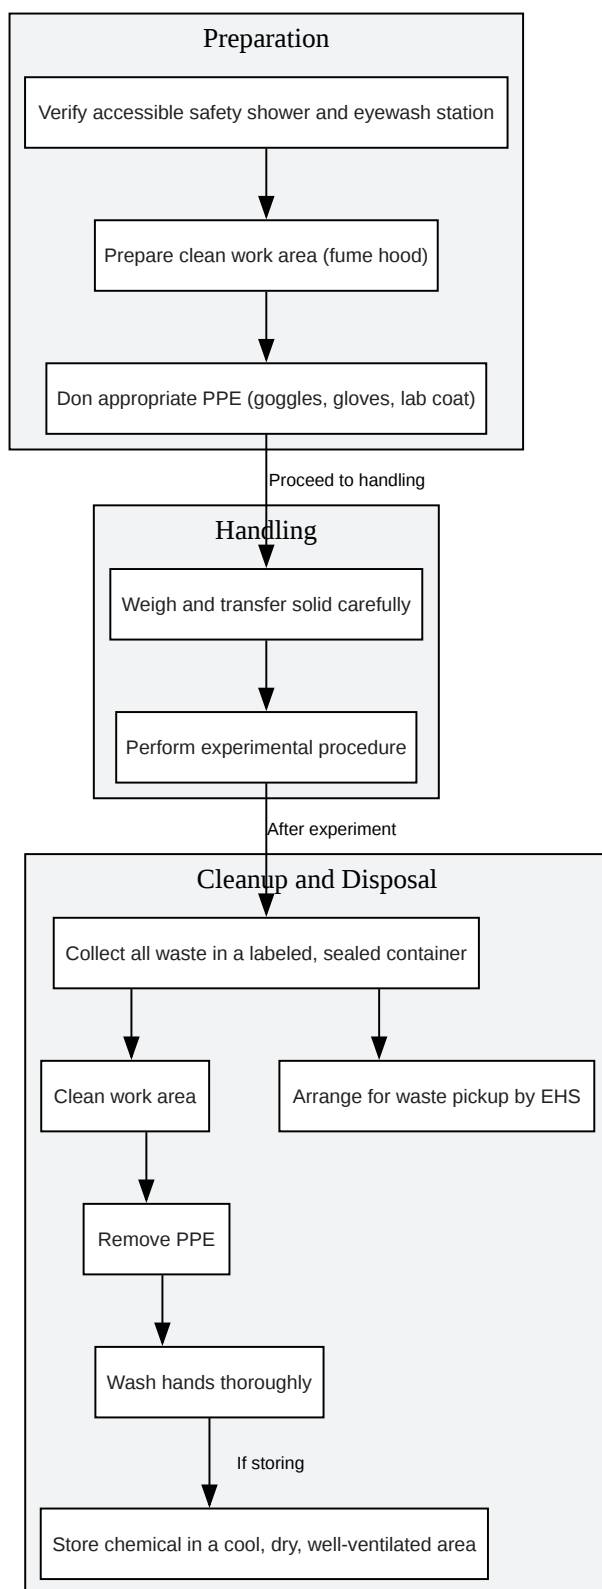 Preparation
Verify accessible safety shower and eyewash station
Prepare clean work area (fume hood)
Don appropriate PPE (goggles, gloves, lab coat)
Proceed to handling
Handling
Weigh and transfer solid carefully
Perform experimental procedure
After experiment
Cleanup and Disposal
Collect all waste in a labeled, sealed container
Clean work area
Arrange for waste pickup by EHS
Remove PPE
Wash hands thoroughly
If storing
Store chemical in a cool, dry, well-ventilated area